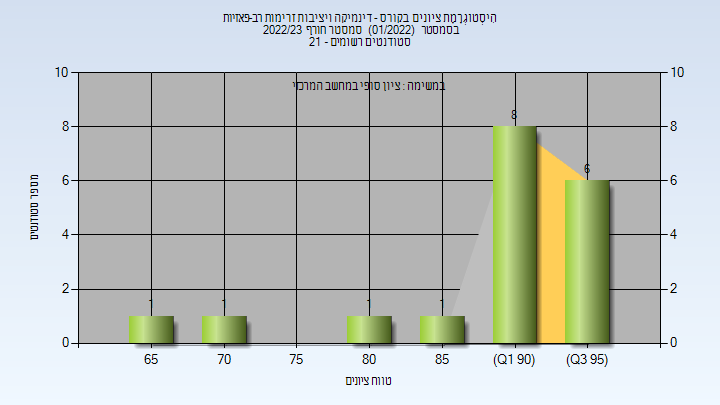 הִיסְטוֹגְרַמַּת ציונים בקורס - דינמיקה ויציבות זרימות רב-פאזיות
בסמסטר (01/2022) סמסטר חורף 2022/23
סטודנטים רשומים - 21
במשימה : ציון סופי במחשב המרכזי
מספר סטודנטים
10 10
8 8
6 6
4 4
2 2
0 0
1 1 1 1 8 6
65 70 75 80 85 (Q1 90) (Q3 95)
טווח ציונים